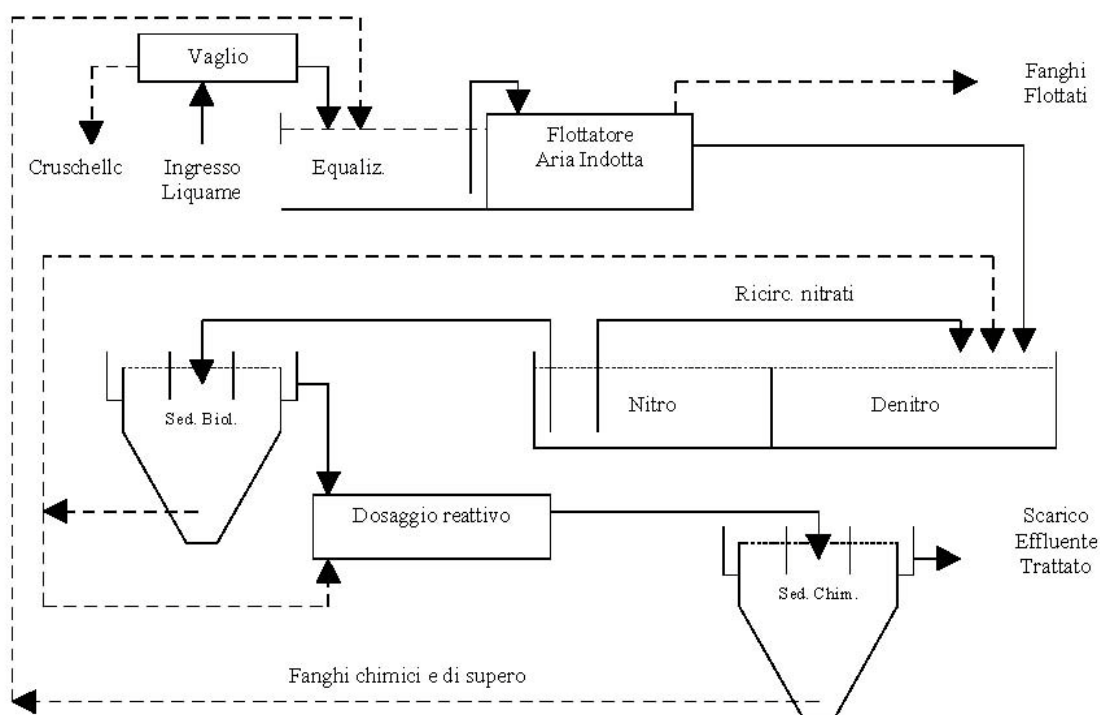 Vaglio
Fanghi
Flottati
Flottatore
Aria Indotta
Cruschello
Ingresso
Liquame
Equaliz.
Ricirc. nitrati
Nitro
Denitro
Sed. Biol.
Dosaggio reattivo
Scarico
Effluente
Trattato
Sed. Chim.
Fanghi chimici e di supero